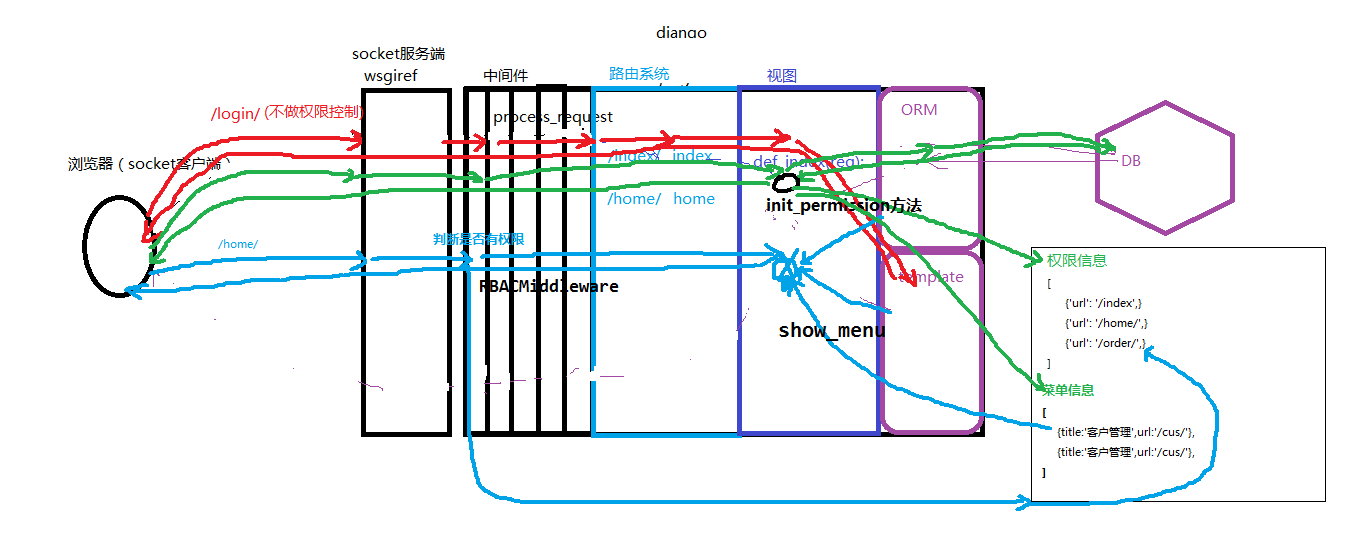 django
socket服务端
wsgiref
中间件
路由系统
视图
/login/ (不做权限控制)
process_request
ORM
浏览器（socket客户端）
/index/ index
def index(req):
DB
/home/ home
init_permission方法
/home/
判断是否有权限
RBACMiddleware
template
show_menu
权限信息
[
{'url': '/index',}
{'url': '/home/',}
{'url': '/order/',}
]
菜单信息
[
{title:'客户管理',url:'/cus/'},
{title:'客户管理',url:'/cus/'},
]